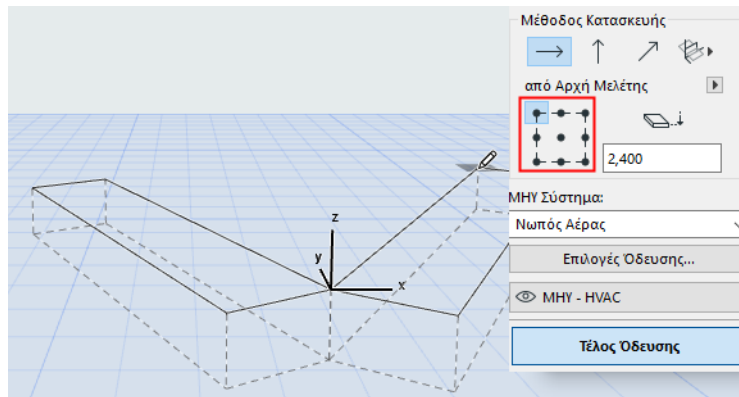 Μέθοδος Κατασκευής
από Αρχή Μελέτης
2,400
ΜΗΥ Σύστημα:
Νωπός Αέρας
Επιλογές Όδευσης...
ΜΗΥ - HVAC
Τέλος Όδευσης
z
y
x